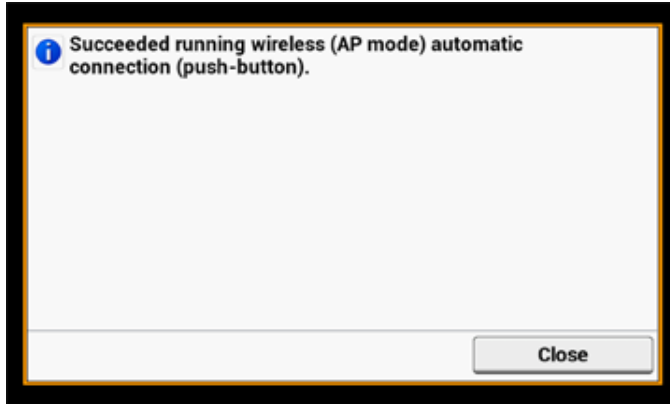 Succeeded running wireless (AP mode) automatic
connection (push-button).
Close